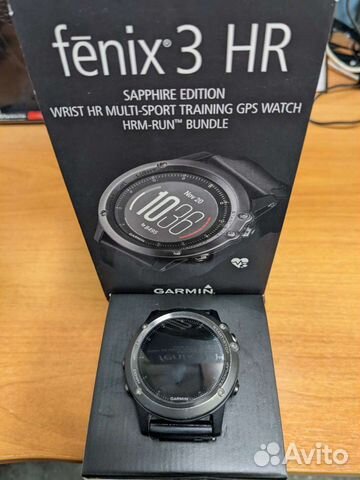 fēnix® 3 HR
SAPPHIRE EDITION
WRIST HR MULTI-SPORT TRAINING GPS WATCH
HRM-RUN™ BUNDLE
Nov 20
10:36
GARMIN
GARMIN
Avito